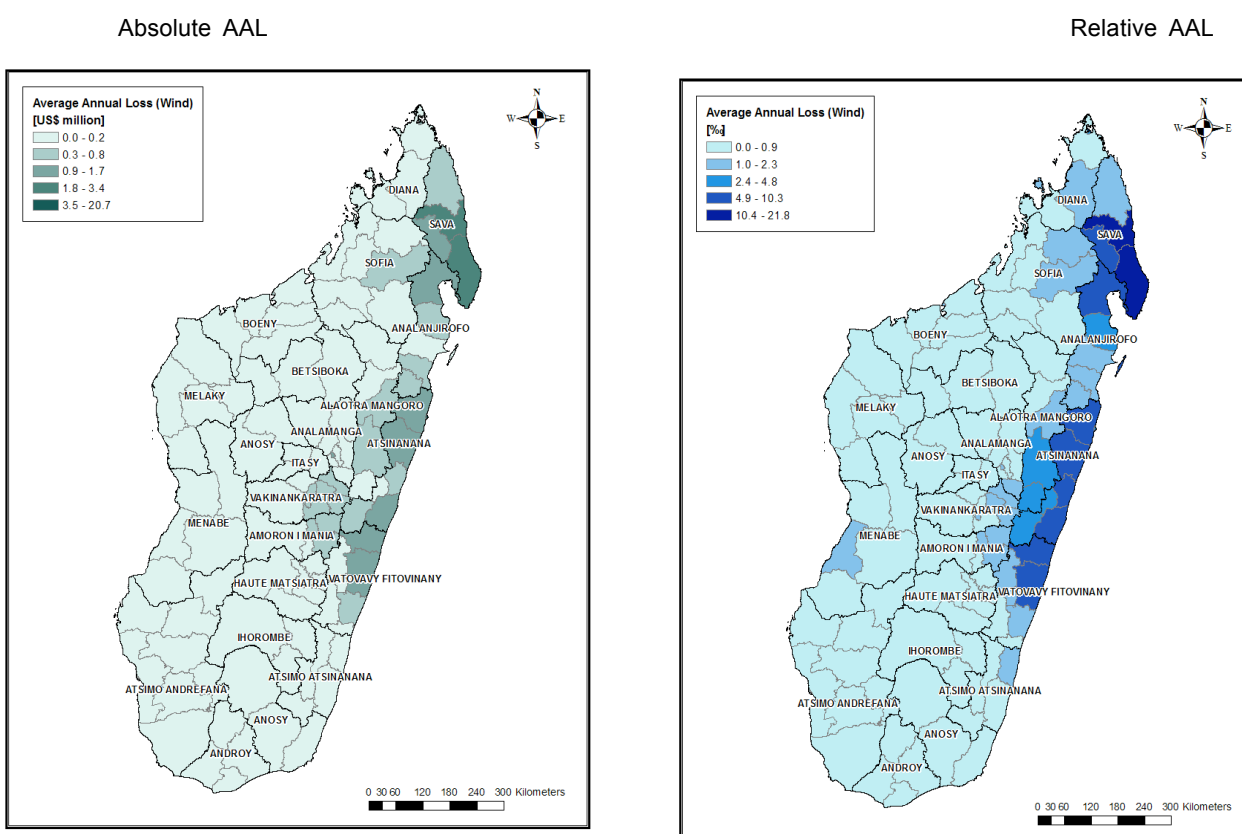 Absolute AAL
Relative AAL
Average Annual Loss (Wind)
[US$ million]
0.0 - 0.2
0.3 - 0.8
0.9 - 1.7
1.8 - 3.4
3.5 - 20.7
N
W
E
S
DIANA
SAVA
SOFIA
ANALANJIROFO
BOENY
BETSIBOKA
MELAKY
ALAOTRA MANGORO
ANALAMANGA
ANOSY
ATSINANANA
ITASY
VAKINANKARATRA
MENABE
AMORON I MANIA
HAUTE MATSIATRA
VATOVAVY FITOVINANY
IHOROMBE
ATSIMO ANDREFANA
ATSIMO ATSINANANA
ANOSY
ANDROY
0 30 60 120 180 240 300 Kilometers
Average Annual Loss (Wind)
[‰]
0.0 - 0.9
1.0 - 2.3
2.4 - 4.8
4.9 - 10.3
10.4 - 21.8
N
W
E
S
DIANA
SAVA
SOFIA
ANALANJIROFO
BOENY
BETSIBOKA
MELAKY
ALAOTRA MANGORO
ANALAMANGA
ANOSY
ATSINANANA
ITASY
VAKINANKARATRA
MENABE
AMORON I MANIA
HAUTE MATSIATRA
VATOVAVY FITOVINANY
IHOROMBE
ATSIMO ANDREFANA
ATSIMO ATSINANANA
ANOSY
ANDROY
0 30 60 120 180 240 300 Kilometers